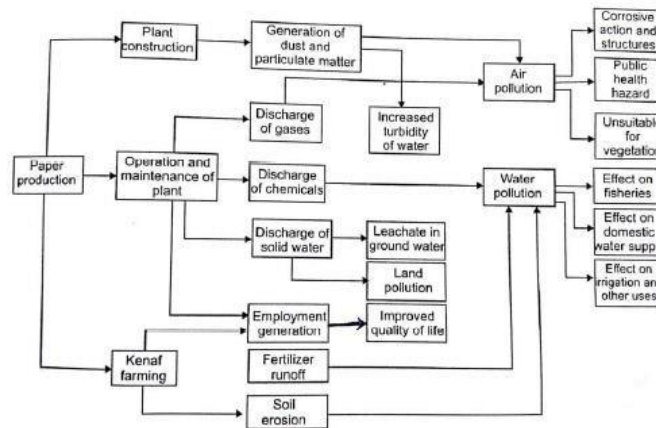 Plant
construction
Generation of
dust and
particulate matter
Corrosive
action and
structures
Air
pollution
Public
health
hazard
Discharge
of gases
Increased
turbidity
of water
Unsuitable
for
vegetation
Paper
production
Operation and
maintenance of
plant
Discharge
of chemicals
Water
pollution
Effect on
fisheries
Discharge of
solid water
Leachate in
ground water
Effect on
domestic
water
Land
pollution
Effect on
irrigation
other uses
Employment
generation
Improved
quality of life
Kenaf
farming
Fertilizer
runoff
Soil
erosion